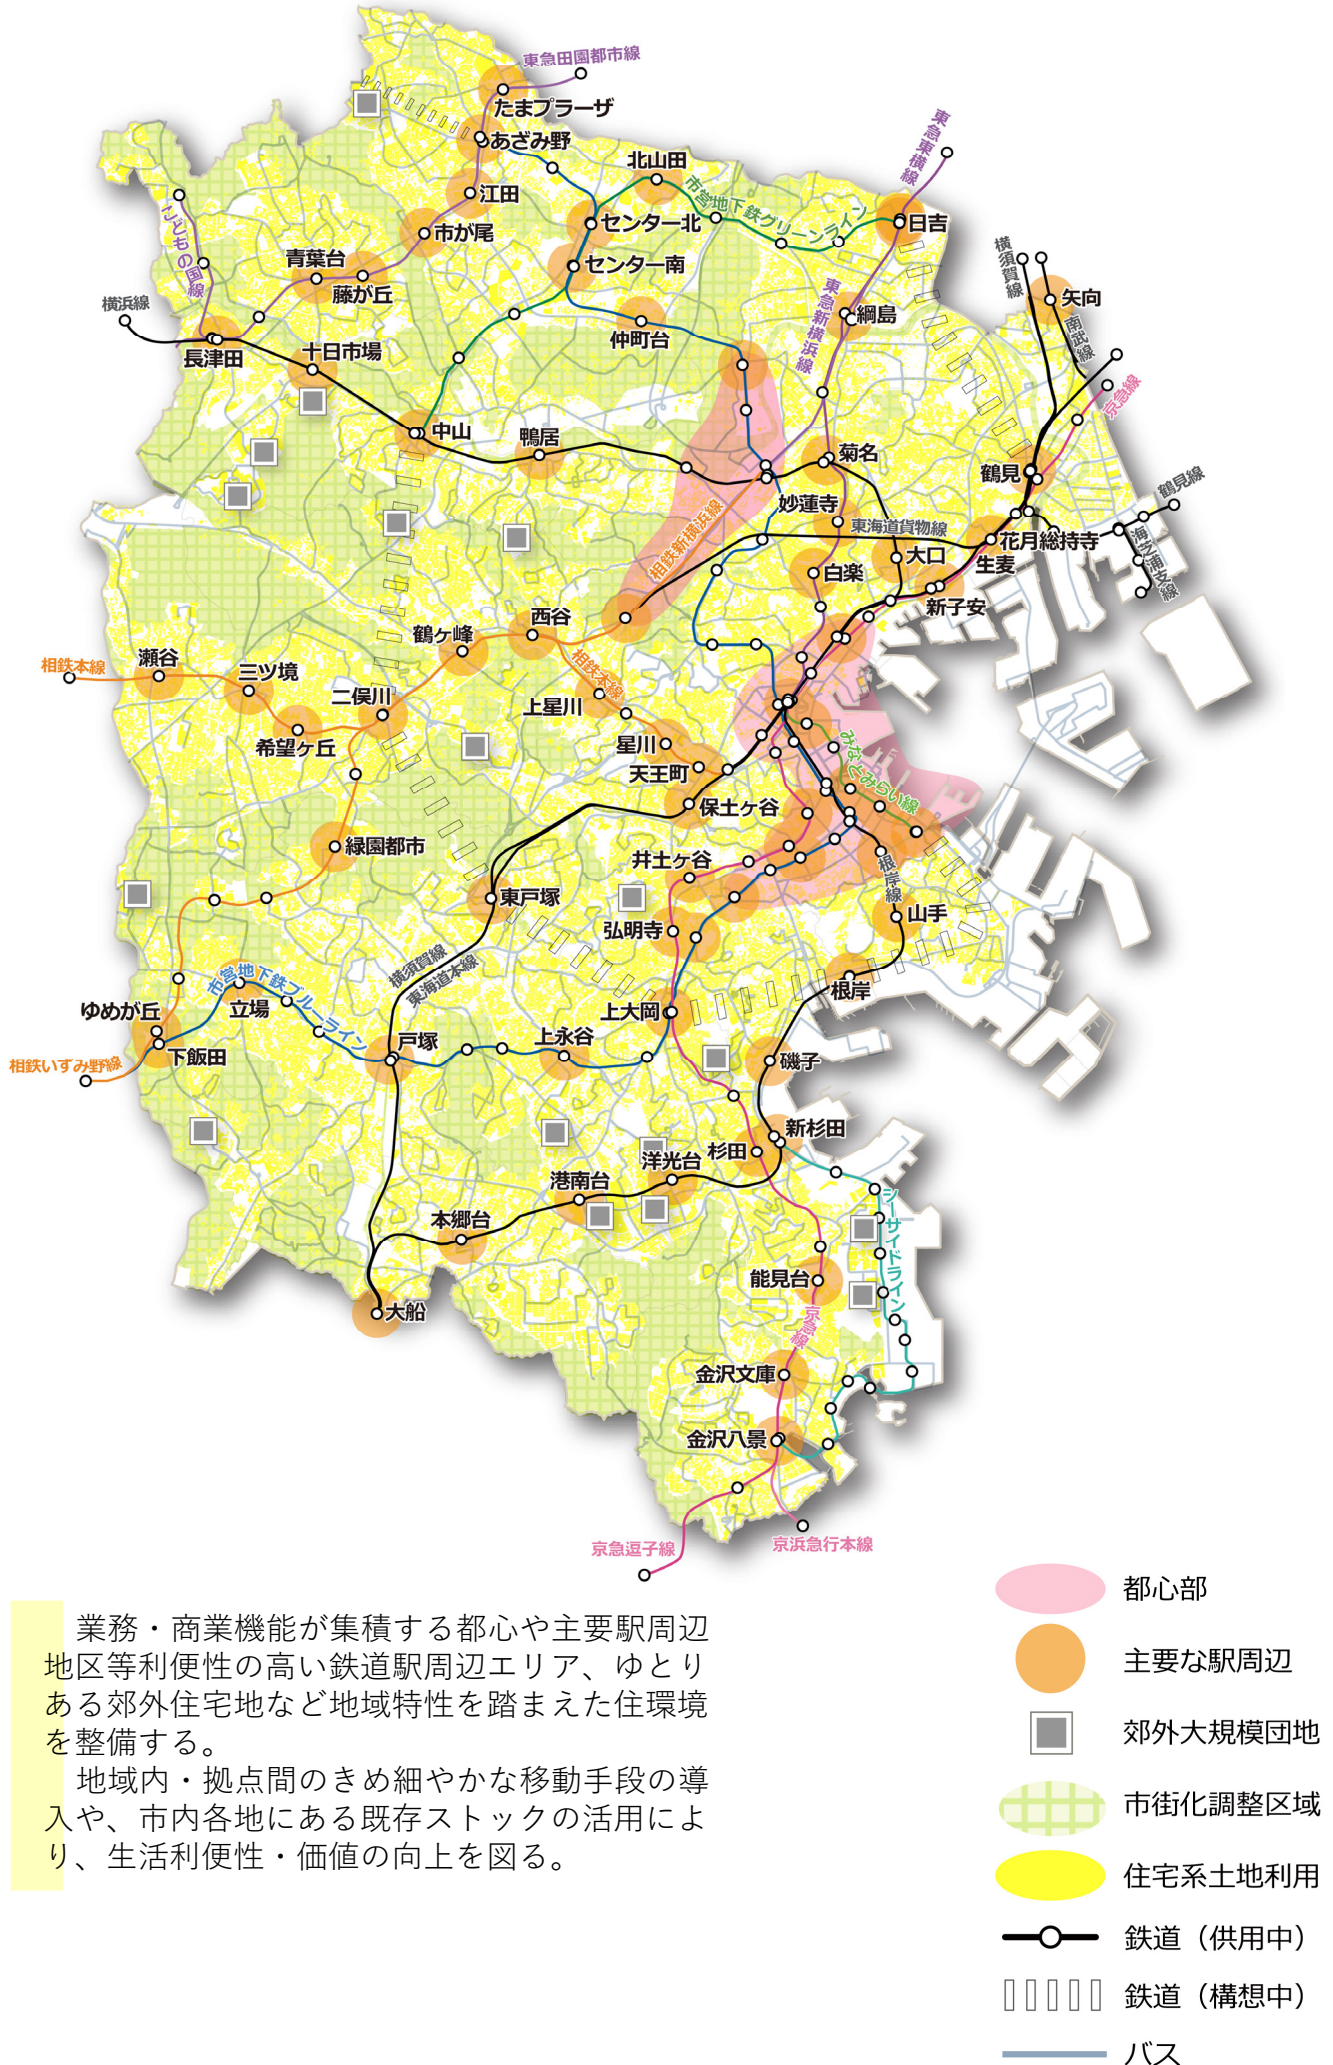 東急田園都市線
たまプラーザ
あざみ野
東急東横線
北山田
江田
市営地下鉄グリーンライン
こどもの国線
センター北
日吉
市が尾
横須賀線
青葉台
センター南
藤が丘
東急新横浜線
矢向
横浜線
綱島
南武線
仲町台
長津田
十日市場
京急線
中山
鴨居
菊名
鶴見
鶴見線
妙蓮寺
相鉄新横浜線
東海道貨物線
花月総持寺
海芝浦支線
大口
生麦
白楽
新子安
西谷
鶴ヶ峰
相鉄本線
瀬谷
三ツ境
相鉄本線
二俣川
上星川
希望ヶ丘
星川
みなとみらい線
天王町
保土ヶ谷
緑園都市
井土ヶ谷
根岸線
東戸塚
山手
弘明寺
横須賀線
東海道本線
市営地下鉄ブルーライン
立場
根岸
ゆめが丘
上大岡
戸塚
上永谷
下飯田
磯子
相鉄いずみ野線
新杉田
杉田
洋光台
港南台
シーサイドライン
本郷台
能見台
大船
京急線
金沢文庫
金沢八景
京急逗子線
京浜急行本線
業務・商業機能が集積する都心や主要駅周辺
地区等利便性の高い鉄道駅周辺エリア、ゆとり
ある郊外住宅地など地域特性を踏まえた住環境
を整備する。
地域内・拠点間のきめ細やかな移動手段の導
入や、市内各地にある既存ストックの活用によ
り、生活利便性・価値の向上を図る。
都心部
主要な駅周辺
郊外大規模団地
市街化調整区域
住宅系土地利用
鉄道（供用中）
鉄道（構想中）
バス